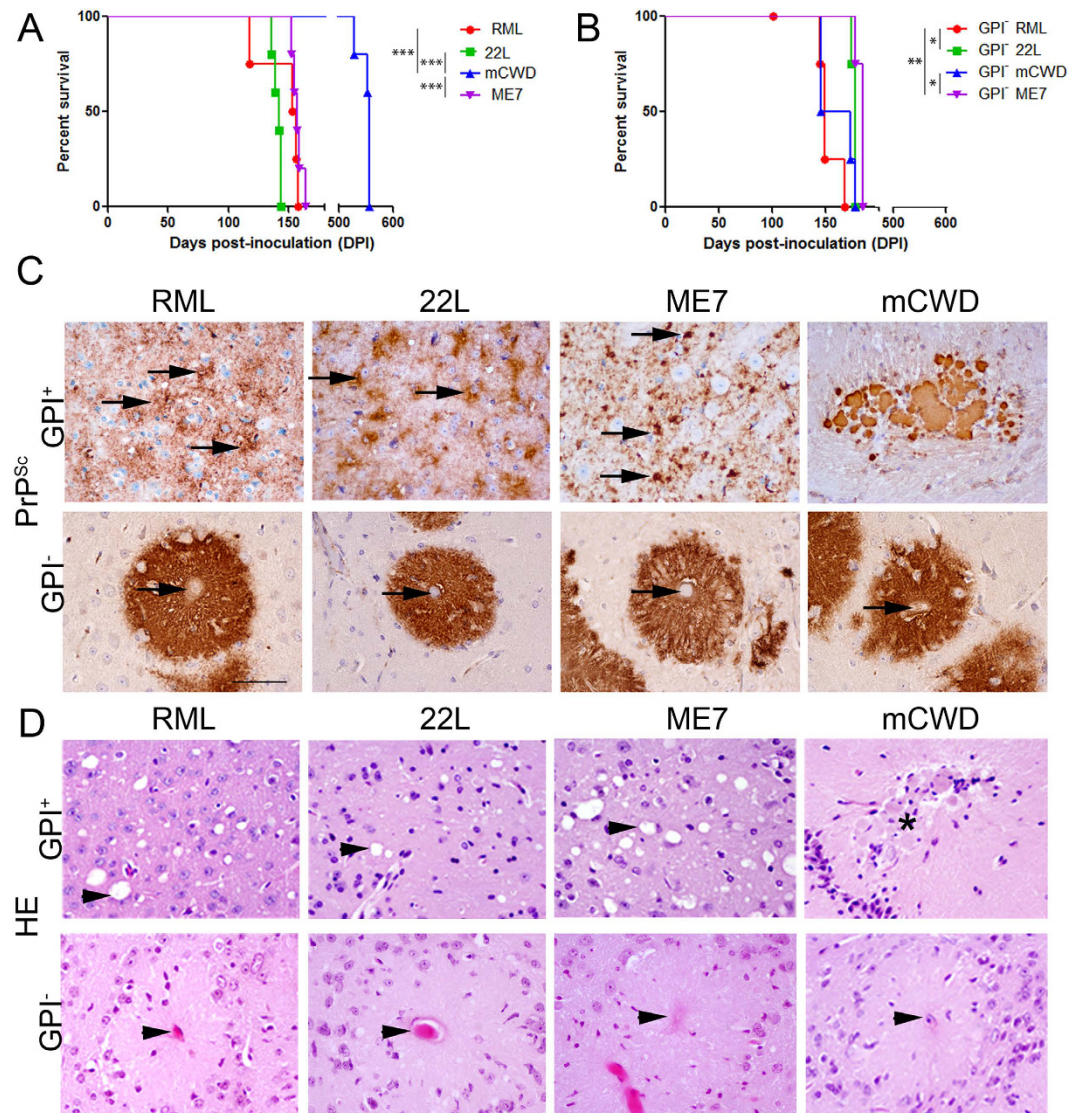 A
Percent survival
100
50
0
0
50
100
150
500
600
Days post-inoculation (DPI)
***
***
***
RML
22L
mCWD
ME7
B
Percent survival
100
50
0
0
50
100
150
500
600
Days post-inoculation (DPI)
**
*
*
GPI- RML
GPI- 22L
GPI- mCWD
GPI- ME7
C
RML 22L ME7 mCWD
PrPSc
GPI+
GPI-
D
RML 22L ME7 mCWD
HE
GPI+
*
GPI-